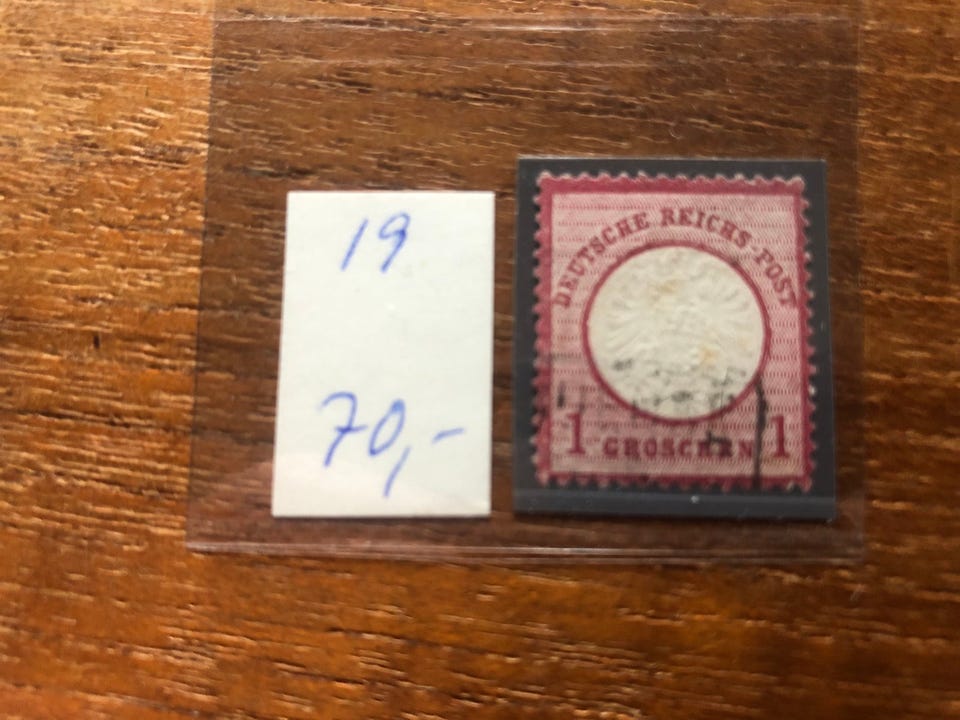 19
70,-
DEUTSCHE REICHS-POST
1 GROSCHEN 1